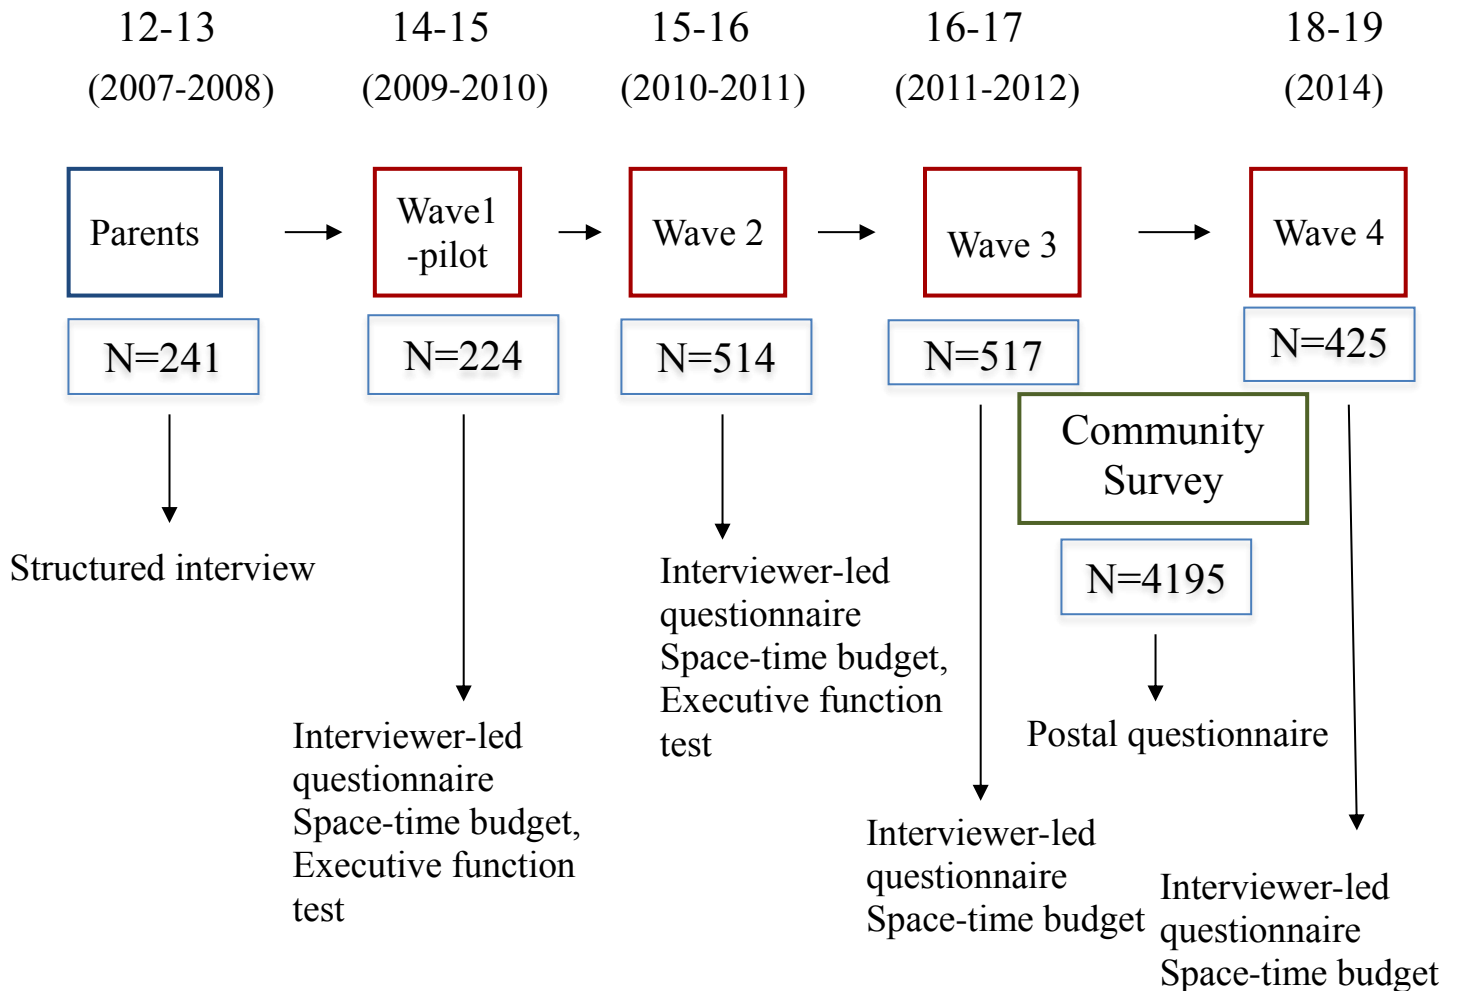 12-13
(2007-2008)
14-15
(2009-2010)
15-16
(2010-2011)
16-17
(2011-2012)
18-19
(2014)
Parents
Wave1
-pilot
Wave 2
Wave 3
Wave 4
N=241
N=224
N=514
N=517
N=425
Community
Survey
N=4195
Structured interview
Interviewer-led
questionnaire
Space-time budget,
Executive function
test
Interviewer-led
questionnaire
Space-time budget,
Executive function
test
Postal questionnaire
Interviewer-led
questionnaire
Space-time budget
Interviewer-led
questionnaire
Space-time budget